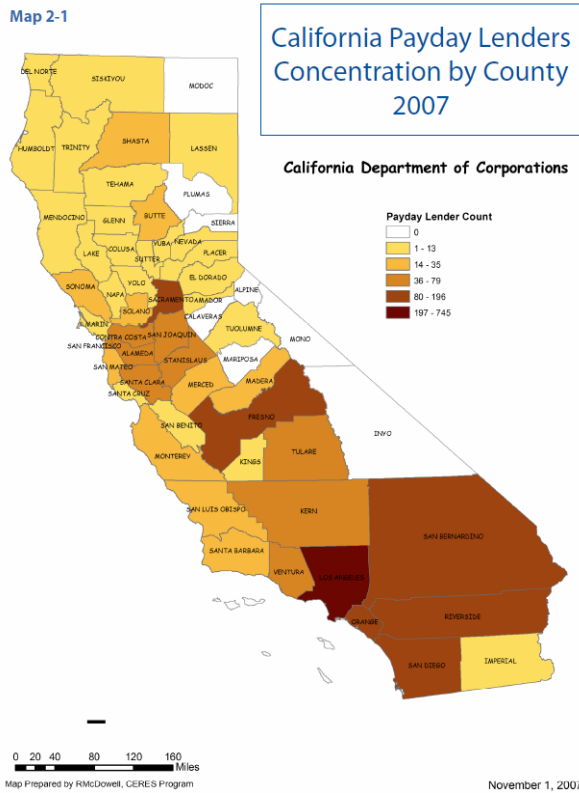 Map 2-1
California Payday Lenders
Concentration by County
2007
California Department of Corporations
Payday Lender Count
0
1 - 13
14 - 35
36 - 79
80 - 196
197 - 745
DEL NORTE
SISKIYOU
MODOC
HUMBOLDT
TRINITY
SHASTA
LASSEN
TEHAMA
PLUMAS
MENDOCINO
GLENN
BUTTE
SIERRA
LAKE
COLUSA
SUTTER
YUBA
NEVADA
PLACER
SONOMA
NAPA
YOLO
EL DORADO
SACRAMENTO
AMADOR
ALPINE
SOLANO
MARIN
CALAVERAS
CONTRA COSTA
SAN JOAQUIN
TUOLUMNE
MONO
SAN FRANCISCO
ALAMEDA
STANISLAUS
MARIPOSA
SAN MATEO
SANTA CLARA
MERCED
MADERA
SANTA CRUZ
SAN BENITO
FRESNO
INYO
MONTEREY
KINGS
TULARE
SAN LUIS OBISPO
KERN
SAN BERNARDINO
SANTA BARBARA
VENTURA
LOS ANGELES
ORANGE
RIVERSIDE
SAN DIEGO
IMPERIAL
0 20 40 80 120 160
Miles
Map Prepared by RMcDowell, CERES Program
November 1, 2007